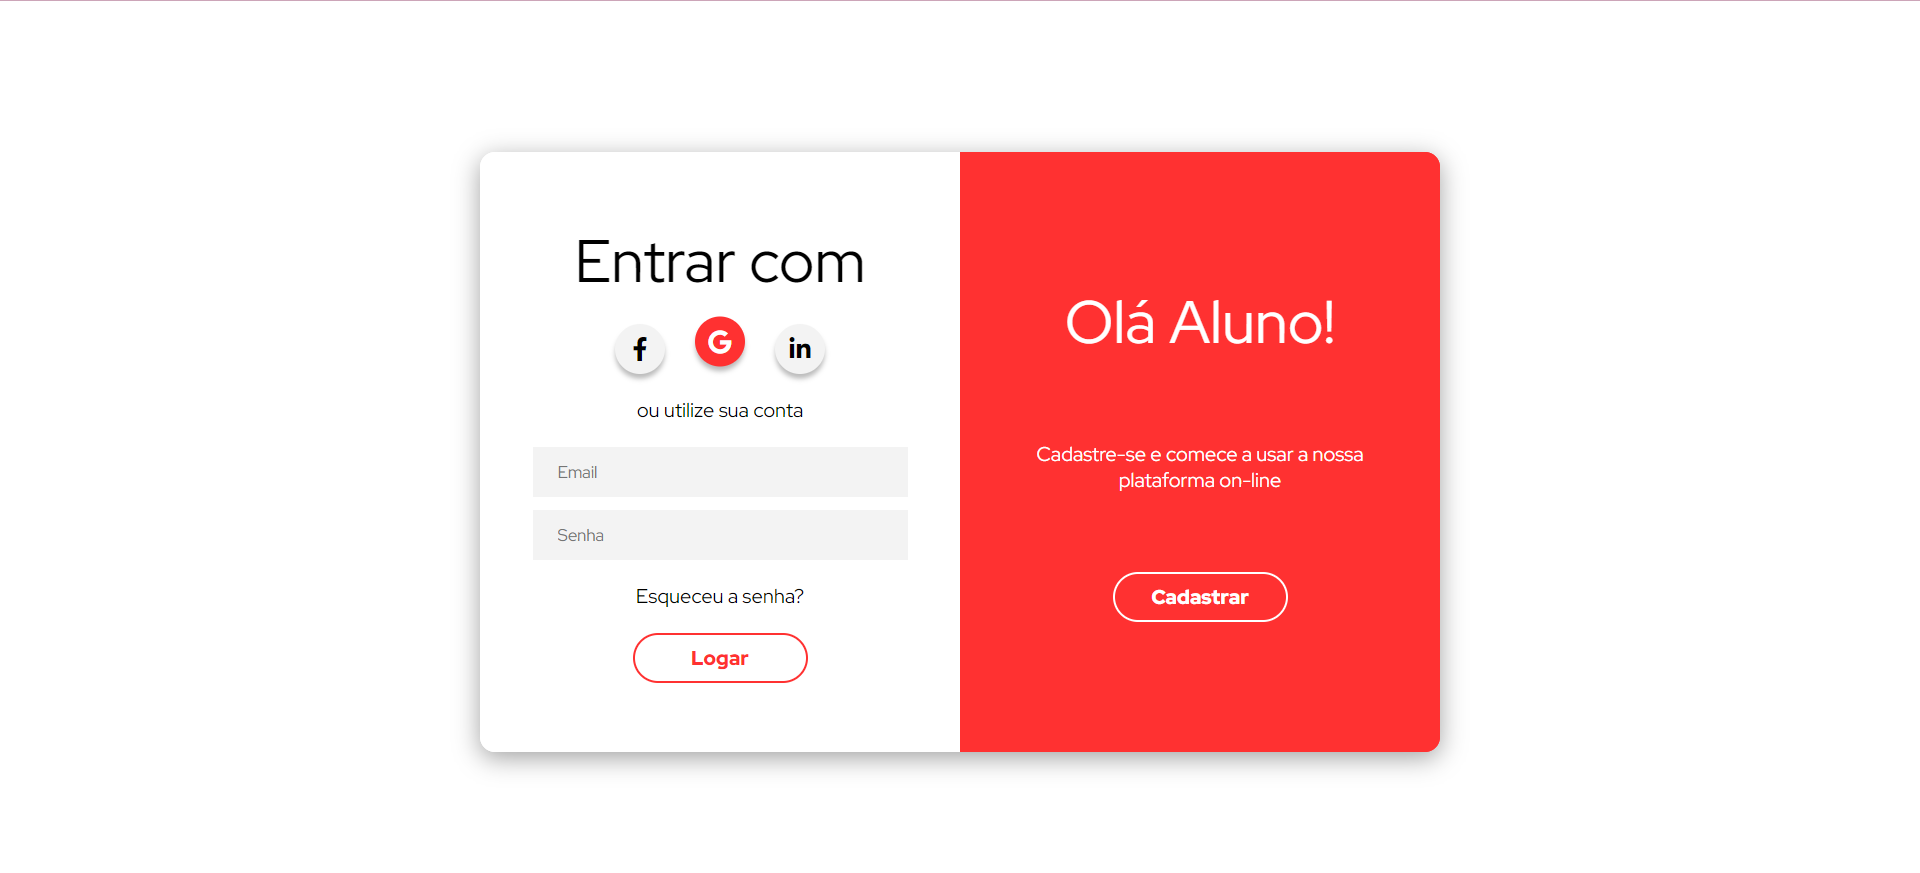 Entrar com
f G in
ou utilize sua conta
Email
Senha
Esqueceu a senha?
Logar
Olá Aluno!
Cadastre-se e comece a usar a nossa
plataforma on-line
Cadastrar